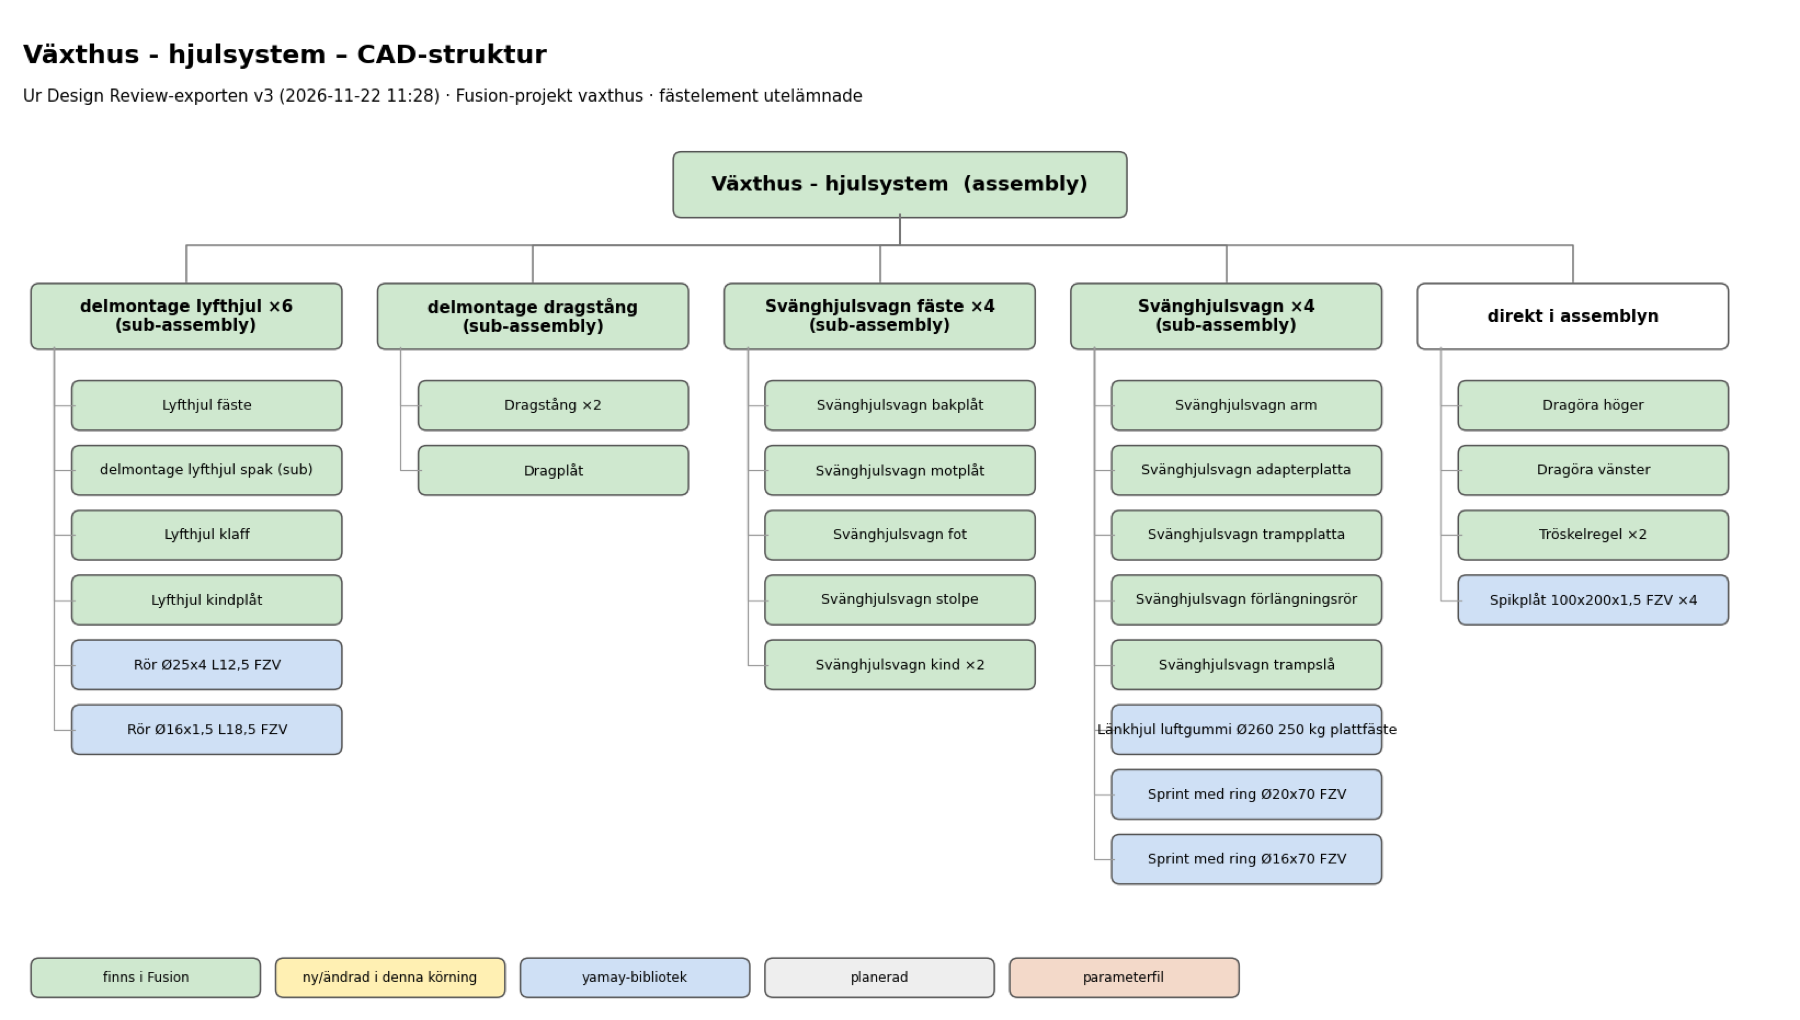 Växthus - hjulsystem – CAD-struktur
Ur Design Review-exporten v3 (2026-11-22 11:28) · Fusion-projekt vaxthus · fästelement utelämnade
Växthus - hjulsystem  (assembly)
delmontage lyfthjul ×6
(sub-assembly)
Lyfthjul fäste
delmontage lyfthjul spak (sub)
Lyfthjul klaff
Lyfthjul kindplåt
Rör Ø25x4 L12,5 FZV
Rör Ø16x1,5 L18,5 FZV
delmontage dragstång
(sub-assembly)
Dragstång ×2
Dragplåt
Svänghjulsvagn fäste ×4
(sub-assembly)
Svänghjulsvagn bakplåt
Svänghjulsvagn motplåt
Svänghjulsvagn fot
Svänghjulsvagn stolpe
Svänghjulsvagn kind ×2
Svänghjulsvagn ×4
(sub-assembly)
Svänghjulsvagn arm
Svänghjulsvagn adapterplatta
Svänghjulsvagn trampplatta
Svänghjulsvagn förlängningsrör
Svänghjulsvagn trampslå
Länkhjul luftgummi Ø260 250 kg plattfäste
Sprint med ring Ø20x70 FZV
Sprint med ring Ø16x70 FZV
direkt i assemblyn
Dragöra höger
Dragöra vänster
Tröskelregel ×2
Spikplåt 100x200x1,5 FZV ×4
finns i Fusion
ny/ändrad i denna körning
yamay-bibliotek
planerad
parameterfil